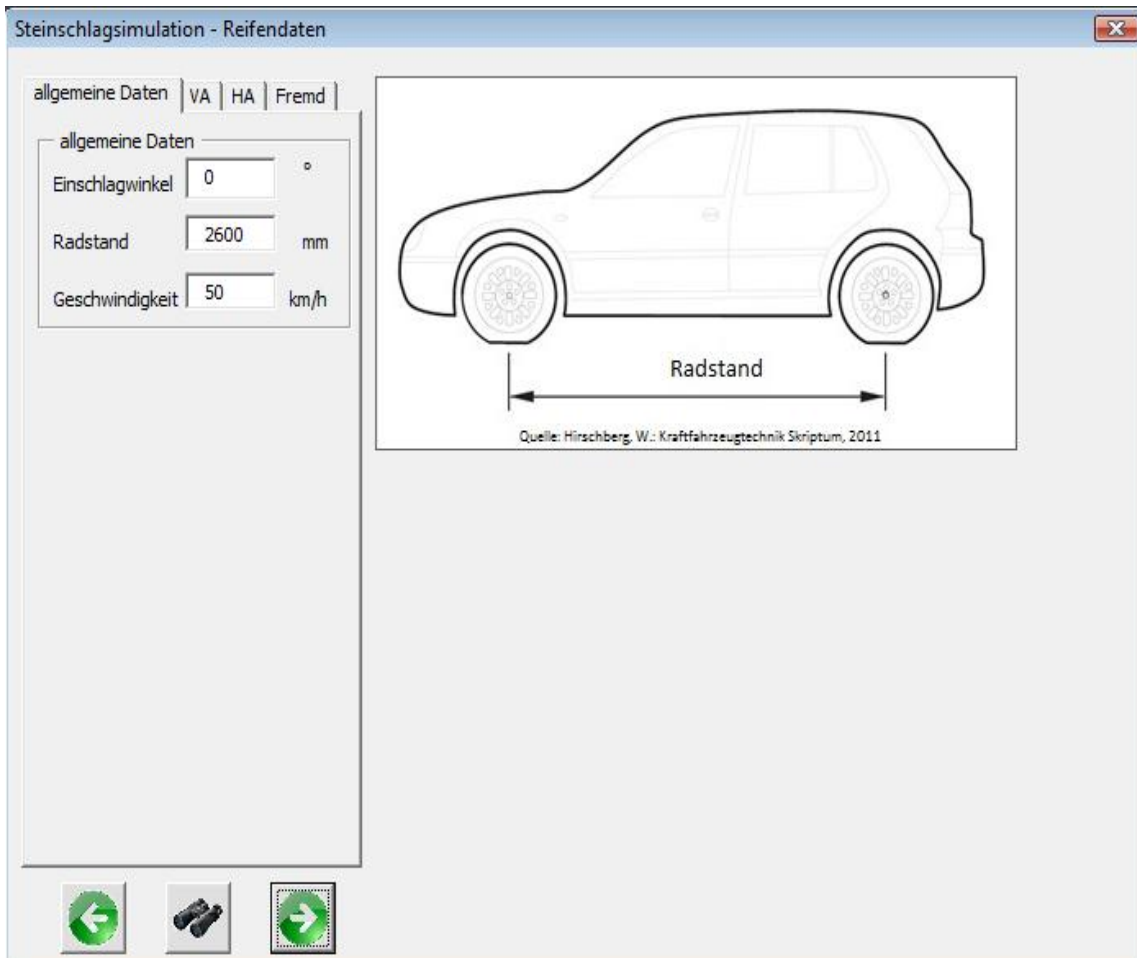 Steinschlagsimulation - Reifendaten
allgemeine Daten VA HA Fremd
allgemeine Daten
Einschlagwinkel 0 °
Radstand 2600 mm
Geschwindigkeit 50 km/h
Radstand
Quelle: Hirschberg, W.: Kraftfahrzeugtechnik Skriptum, 2011